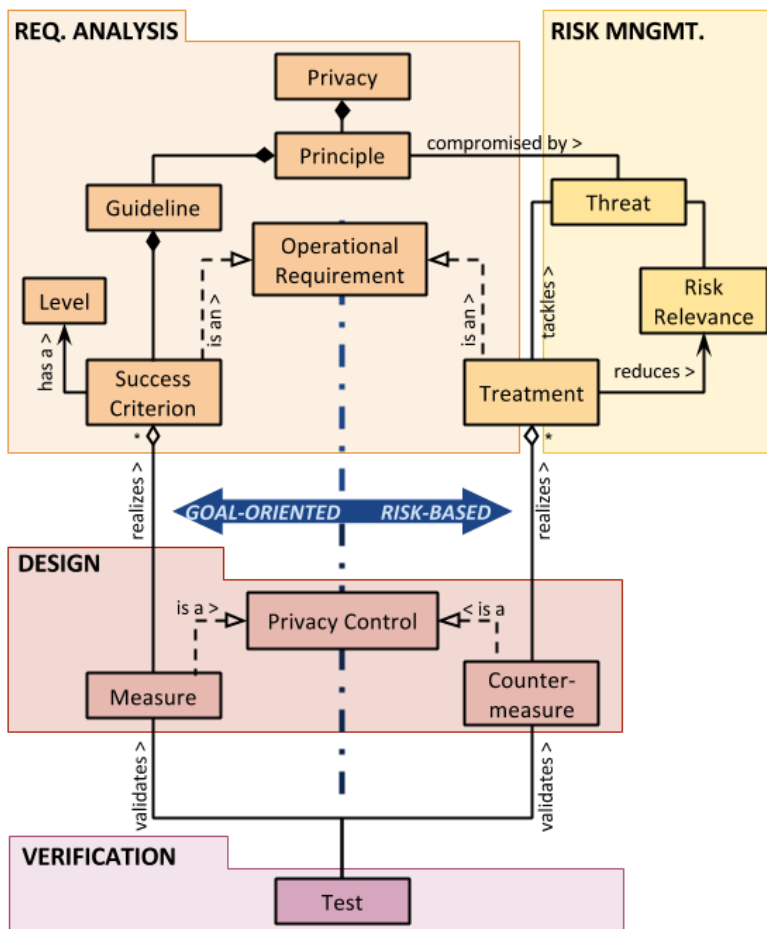 REQ. ANALYSIS
RISK MNGMT.
Privacy
Principle
compromised by >
Guideline
Threat
Operational
Requirement
Level
Risk
Relevance
has a >
is an >
is an >
tackles >
Success
Criterion
Treatment
reduces >
*
*
realizes >
realizes >
GOAL-ORIENTED
RISK-BASED
DESIGN
is a >
Privacy Control
< is a
Measure
Counter-
measure
validates >
validates >
VERIFICATION
Test